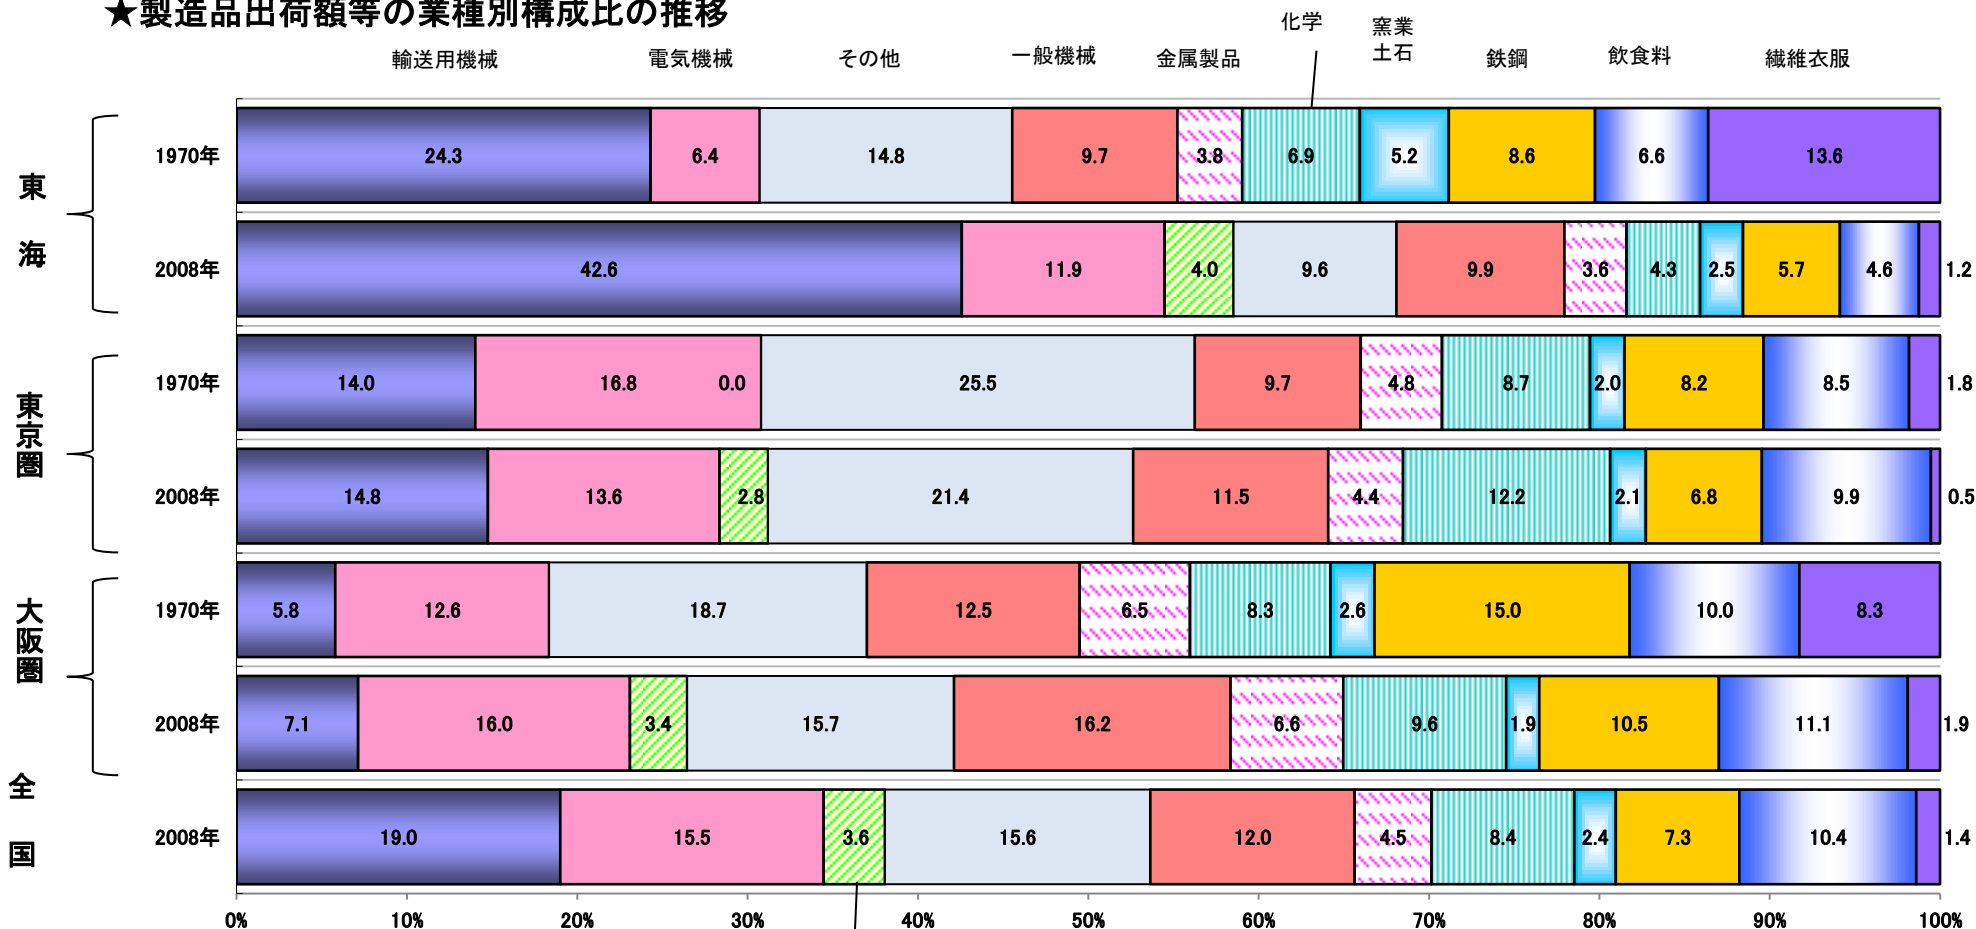 ★製造品出荷額等の業種別構成比の推移
化学
窯業
土石
輸送用機械 電気機械 その他 一般機械 金属製品 鉄鋼 飲食料 繊維衣服
東海
1970年 24.3 6.4 14.8 9.7 3.8 6.9 5.2 8.6 6.6 13.6
2008年 42.6 11.9 4.0 9.6 9.9 3.6 4.3 2.5 5.7 4.6 1.2
東京圏
1970年 14.0 16.8 0.0 25.5 9.7 4.8 8.7 2.0 8.2 8.5 1.8
2008年 14.8 13.6 2.8 21.4 11.5 4.4 12.2 2.1 6.8 9.9 0.5
大阪圏
1970年 5.8 12.6 18.7 12.5 6.5 8.3 2.6 15.0 10.0 8.3
2008年 7.1 16.0 3.4 15.7 16.2 6.6 9.6 1.9 10.5 11.1 1.9
全国
2008年 19.0 15.5 3.6 15.6 12.0 4.5 8.4 2.4 7.3 10.4 1.4
0% 10% 20% 30% 40% 50% 60% 70% 80% 90% 100%